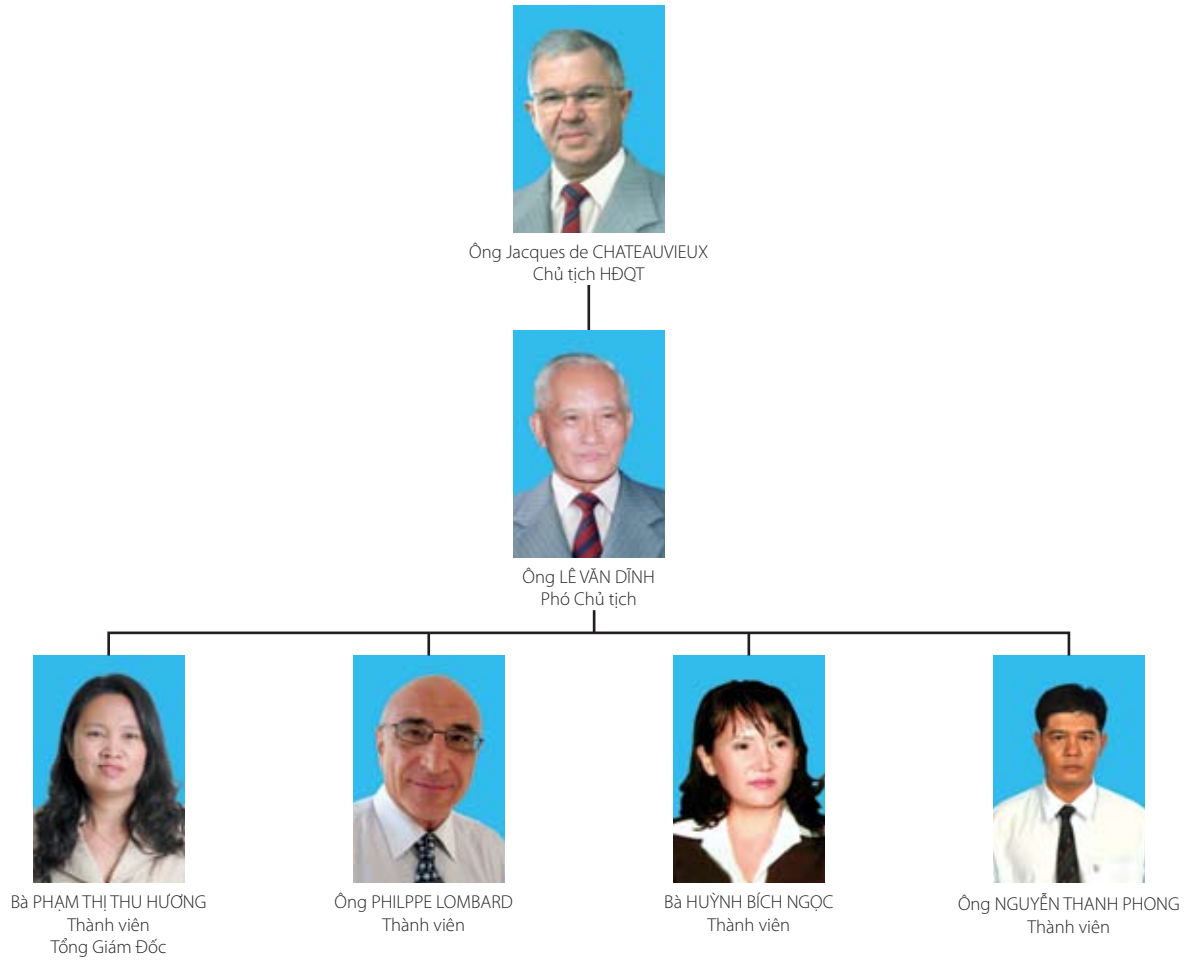 Ông Jacques de CHATEAUVIEUX
Chủ tịch HĐQT
Ông LÊ VĂN DĨNH
Phó Chủ tịch
Bà PHẠM THỊ THU HƯƠNG
Thành viên
Tổng Giám Đốc
Ông PHILPPE LOMBARD
Thành viên
Bà HUỲNH BÍCH NGỌC
Thành viên
Ông NGUYỄN THANH PHONG
Thành viên